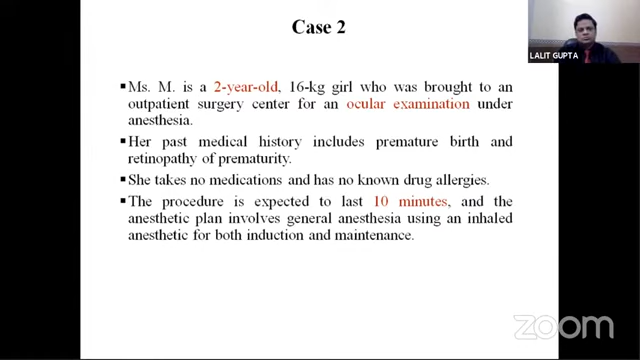 Case 2
LALIT GUPTA
▪ Ms. M. is a 2-year-old, 16-kg girl who was brought to an
outpatient surgery center for an ocular examination under
anesthesia.
▪ Her past medical history includes premature birth and
retinopathy of prematurity.
▪ She takes no medications and has no known drug allergies.
▪ The procedure is expected to last 10 minutes, and the
anesthetic plan involves general anesthesia using an inhaled
anesthetic for both induction and maintenance.
zoom